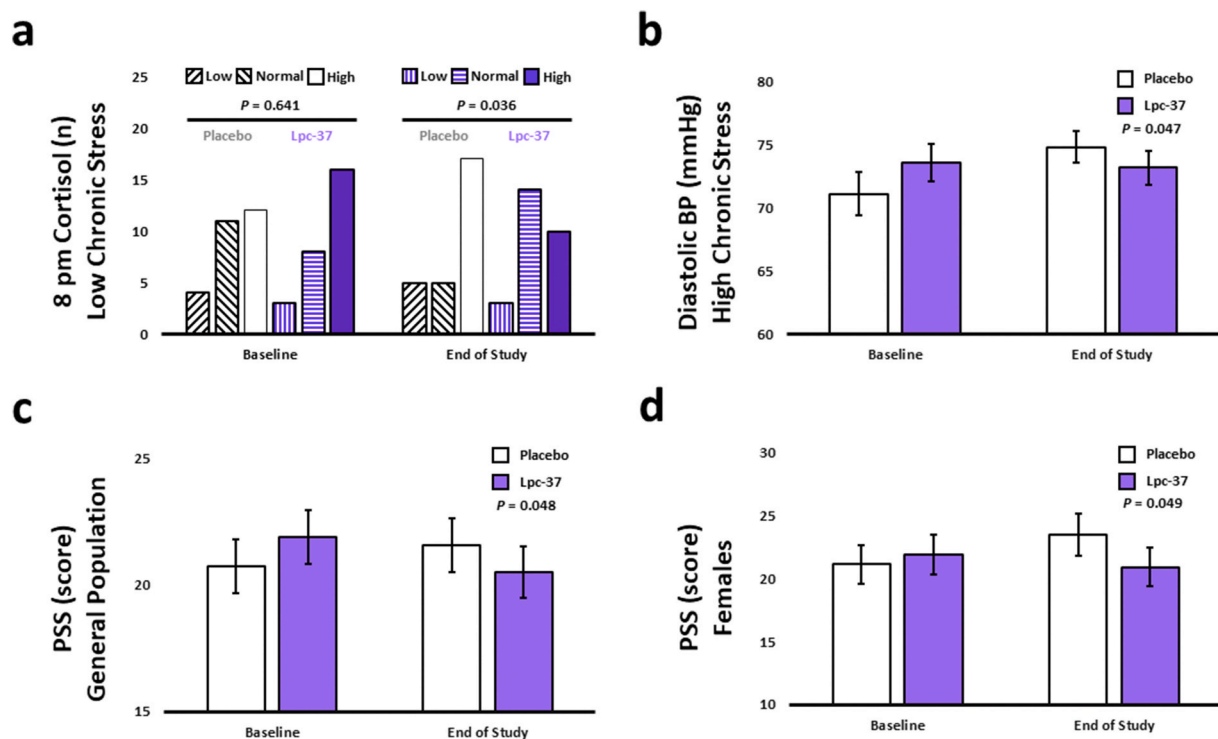 a
8 pm Cortisol (n)
Low Chronic Stress
25
20
15
10
5
0
Low Normal High
Low Normal High
P = 0.641
P = 0.036
Placebo Lpc-37
Placebo Lpc-37
Baseline
End of Study
b
Diastolic BP (mmHg)
High Chronic Stress
80
75
70
65
60
Placebo
Lpc-37
P = 0.047
Baseline
End of Study
c
PSS (score)
General Population
25
20
15
Placebo
Lpc-37
P = 0.048
Baseline
End of Study
d
PSS (score)
Females
30
25
20
15
10
Placebo
Lpc-37
P = 0.049
Baseline
End of Study